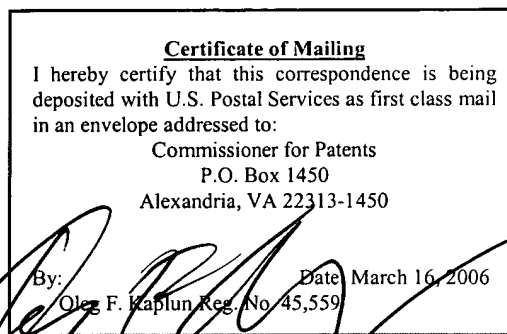 Certificate of Mailing
I hereby certify that this correspondence is being
deposited with U.S. Postal Services as first class mail
in an envelope addressed to:
Commissioner for Patents
P.O. Box 1450
Alexandria, VA 22313-1450
By: Date: March 16, 2006
Oleg F. Kaplun Reg. No. 45,559